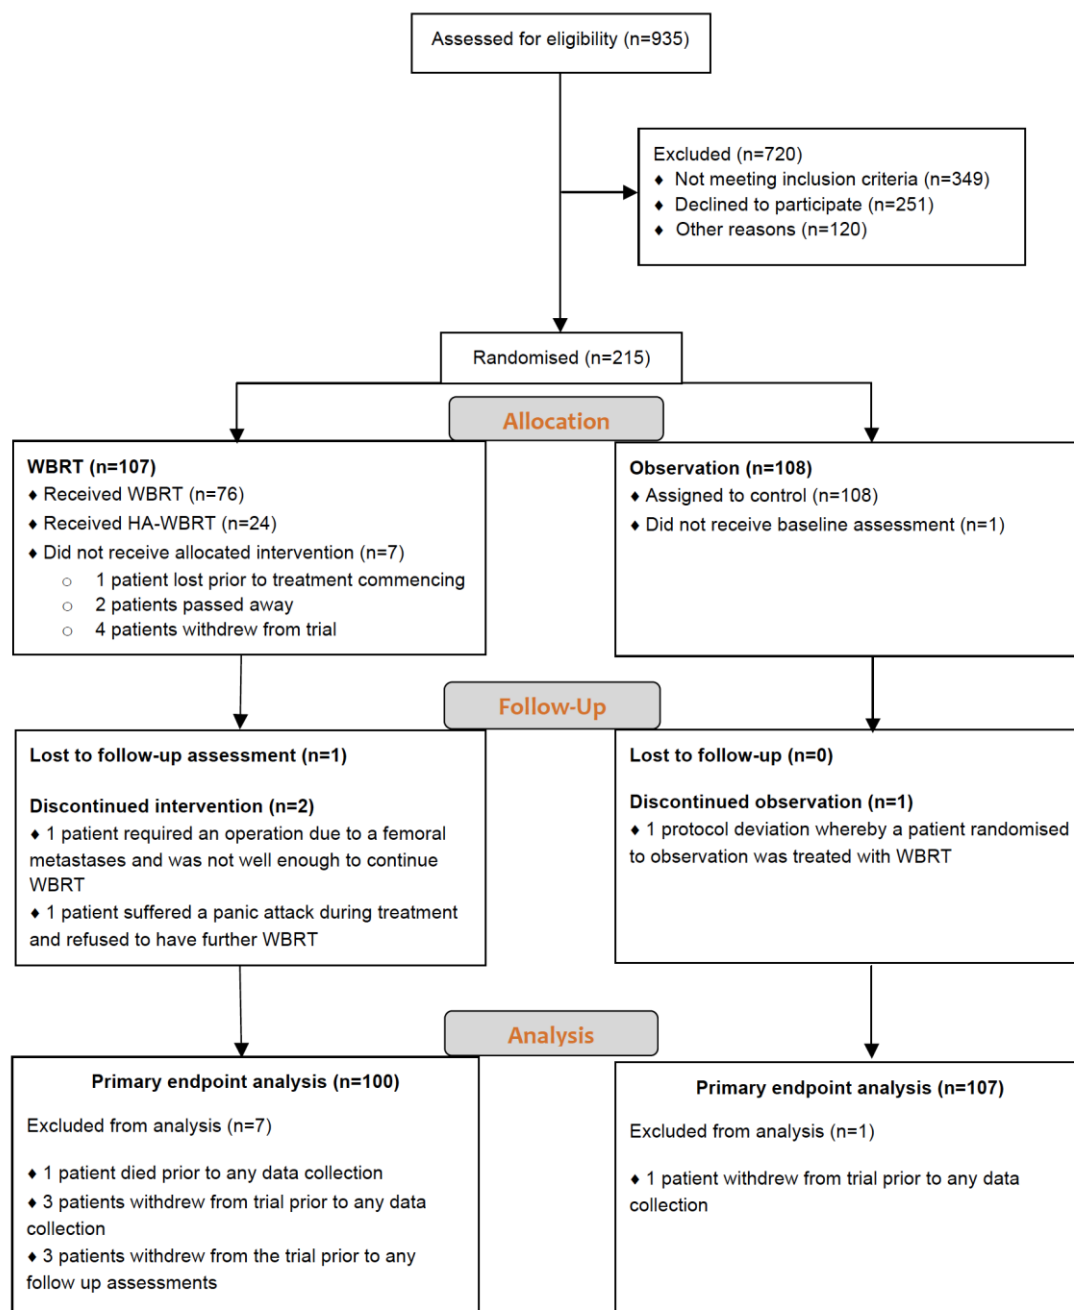 Assessed for eligibility (n=935)
Excluded (n=720)
♦ Not meeting inclusion criteria (n=349)
♦ Declined to participate (n=251)
♦ Other reasons (n=120)
Randomised (n=215)
Allocation
WBRT (n=107)
♦ Received WBRT (n=76)
♦ Received HA-WBRT (n=24)
♦ Did not receive allocated intervention (n=7)
○ 1 patient lost prior to treatment commencing
○ 2 patients passed away
○ 4 patients withdrew from trial
Observation (n=108)
♦ Assigned to control (n=108)
♦ Did not receive baseline assessment (n=1)
Follow-Up
Lost to follow-up assessment (n=1)
Discontinued intervention (n=2)
♦ 1 patient required an operation due to a femoral
metastases and was not well enough to continue
WBRT
♦ 1 patient suffered a panic attack during treatment
and refused to have further WBRT
Lost to follow-up (n=0)
Discontinued observation (n=1)
♦ 1 protocol deviation whereby a patient randomised
to observation was treated with WBRT
Analysis
Primary endpoint analysis (n=100)
Excluded from analysis (n=7)
♦ 1 patient died prior to any data collection
♦ 3 patients withdrew from trial prior to any data
collection
♦ 3 patients withdrew from the trial prior to any
follow up assessments
Primary endpoint analysis (n=107)
Excluded from analysis (n=1)
♦ 1 patient withdrew from trial prior to any data
collection